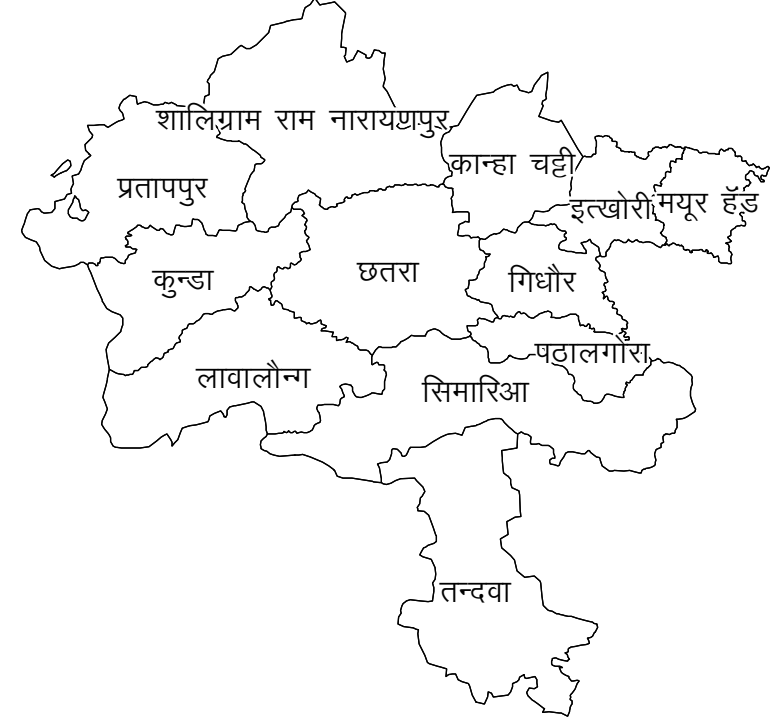 शालिग्राम राम नारायणपुर
कान्हा चट्टी
प्रतापपुर
इत्खोरी
मयूर हॅंड
कुन्डा
छतरा
गिधौर
पठालगोरा
लावालौन्ग
सिमारिआ
तन्दवा